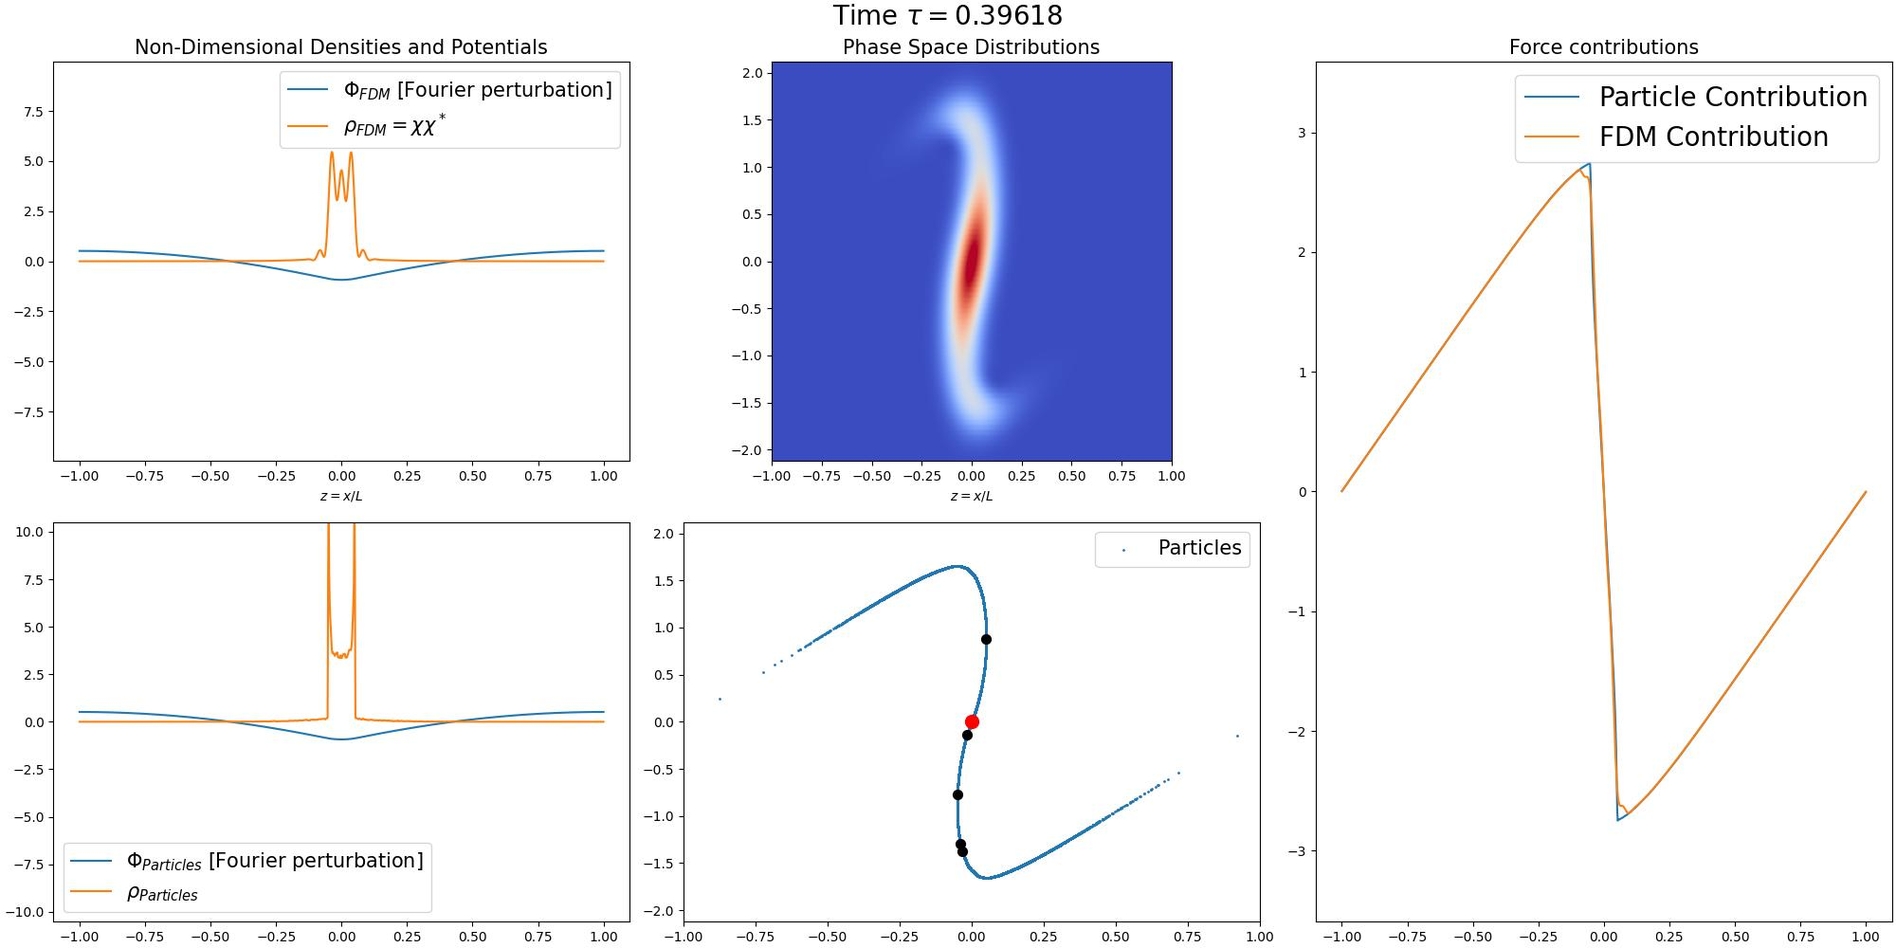 Time τ = 0.39618
Non-Dimensional Densities and Potentials
Φ_FDM [Fourier perturbation]
ρ_FDM = χχ*
7.5
5.0
2.5
0.0
−2.5
−5.0
−7.5
−1.00 −0.75 −0.50 −0.25 0.00 0.25 0.50 0.75 1.00
z = x/L
Phase Space Distributions
2.0
1.5
1.0
0.5
0.0
−0.5
−1.0
−1.5
−2.0
−1.00 −0.75 −0.50 −0.25 0.00 0.25 0.50 0.75 1.00
z = x/L
Force contributions
Particle Contribution
FDM Contribution
3
2
1
0
−1
−2
−3
−1.00 −0.75 −0.50 −0.25 0.00 0.25 0.50 0.75 1.00
10.0
7.5
5.0
2.5
0.0
−2.5
−5.0
−7.5
−10.0
Φ_Particles [Fourier perturbation]
ρ_Particles
−1.00 −0.75 −0.50 −0.25 0.00 0.25 0.50 0.75 1.00
Particles
2.0
1.5
1.0
0.5
0.0
−0.5
−1.0
−1.5
−2.0
−1.00 −0.75 −0.50 −0.25 0.00 0.25 0.50 0.75 1.00